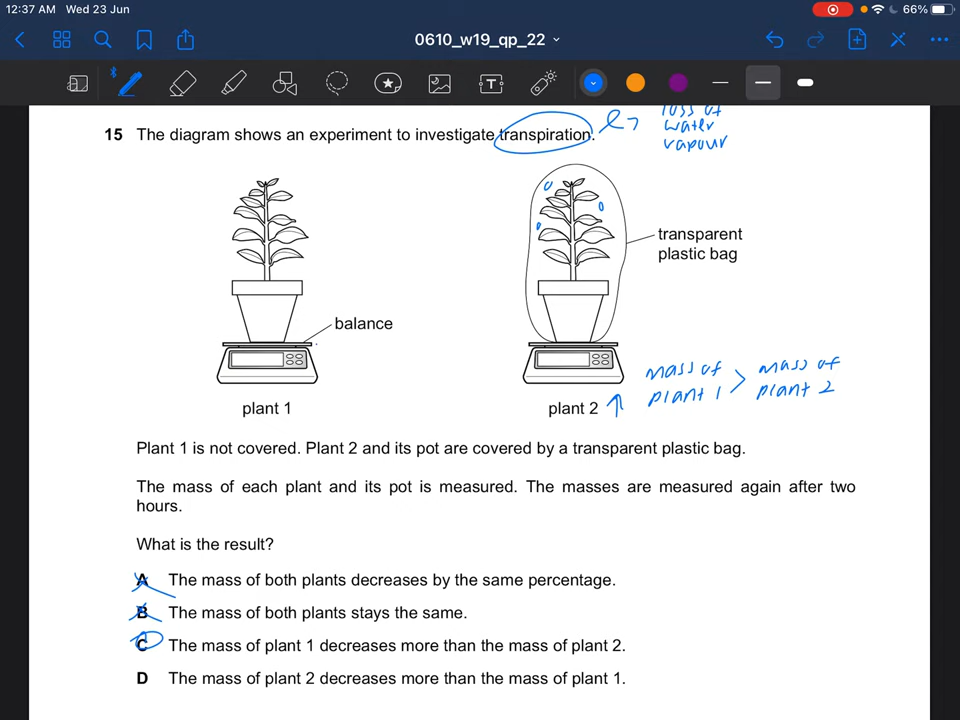 12:37 AM Wed 23 Jun
66%
0610_w19_qp_22
T
loss of
15 The diagram shows an experiment to investigate transpiration.
water
vapour
transparent
plastic bag
balance
mass of > mass of
plant 1 plant 2
plant 1
plant 2
Plant 1 is not covered. Plant 2 and its pot are covered by a transparent plastic bag.
The mass of each plant and its pot is measured. The masses are measured again after two
hours.
What is the result?
A The mass of both plants decreases by the same percentage.
B The mass of both plants stays the same.
C The mass of plant 1 decreases more than the mass of plant 2.
D The mass of plant 2 decreases more than the mass of plant 1.